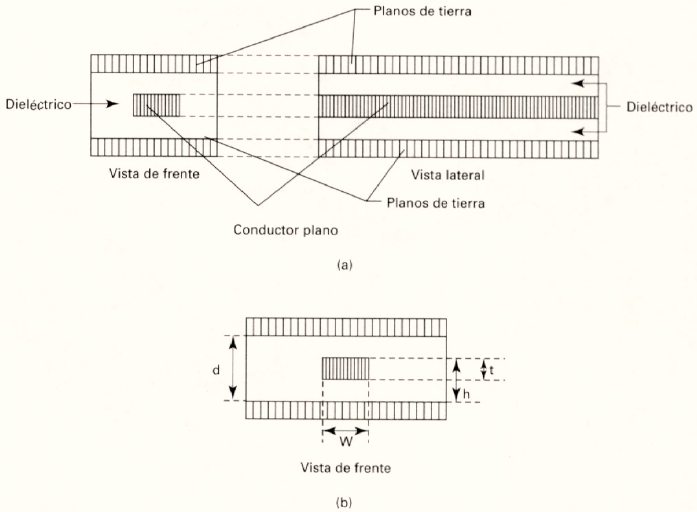 Planos de tierra
Dieléctrico
Dieléctrico
Vista de frente
Vista lateral
Planos de tierra
Conductor plano
(a)
d
t
h
W
Vista de frente
(b)